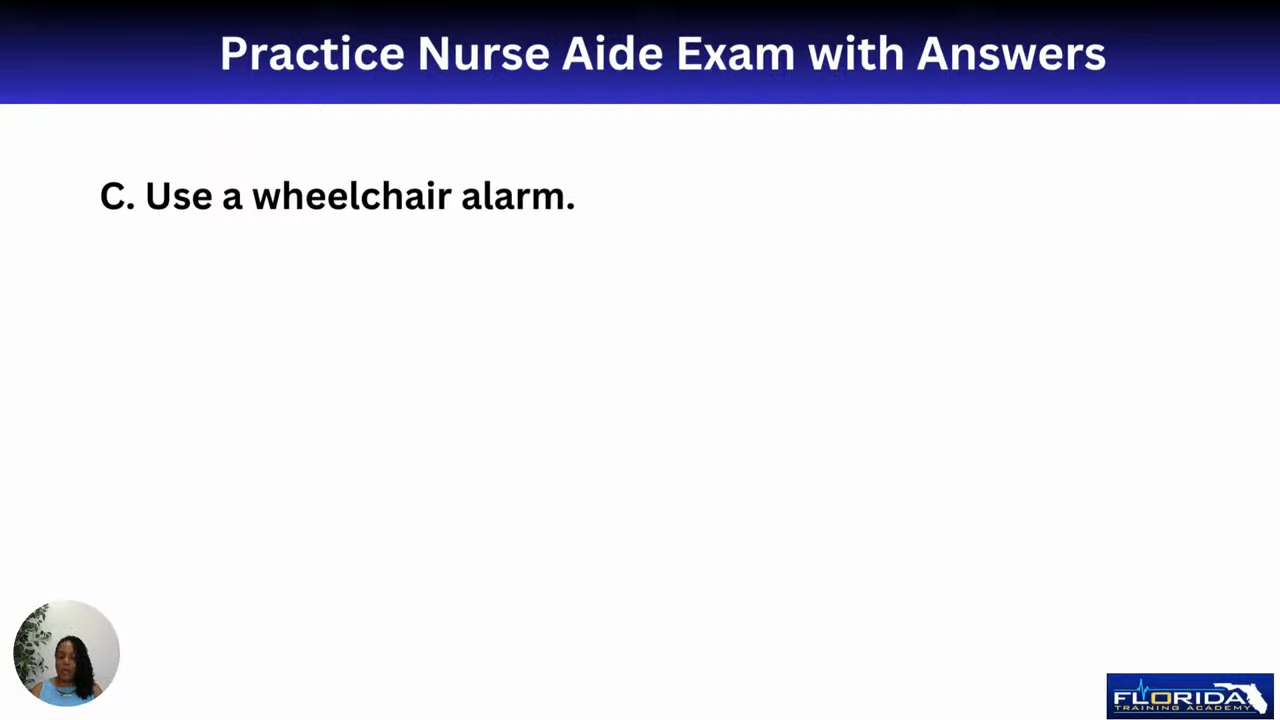 Practice Nurse Aide Exam with Answers
C. Use a wheelchair alarm.
FLORIDA
TRAINING ACADEMY